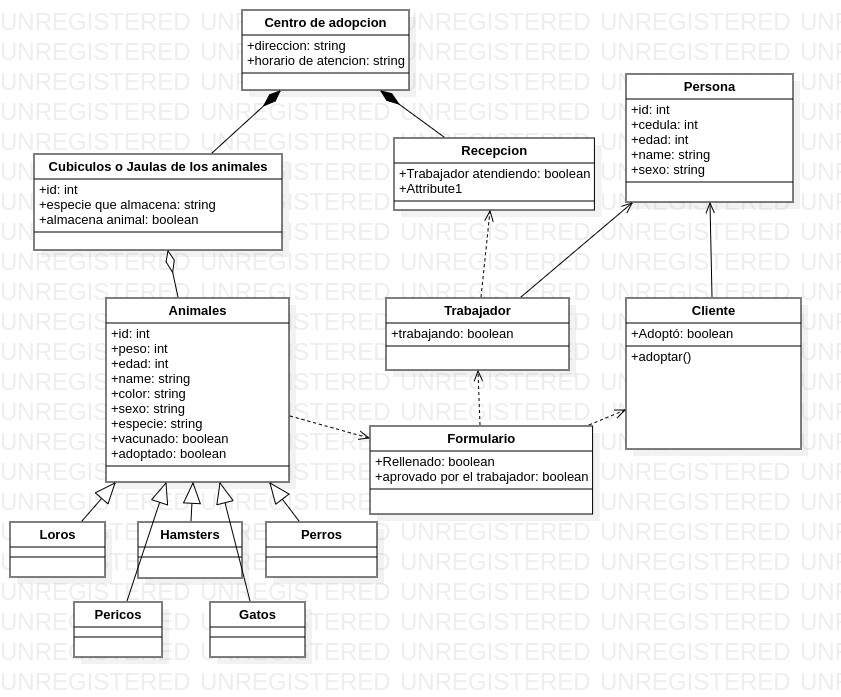 Centro de adopcion
+direccion: string
+horario de atencion: string
Persona
+id: int
+cedula: int
+edad: int
+name: string
+sexo: string
Cubiculos o Jaulas de los animales
+id: int
+especie que almacena: string
+almacena animal: boolean
Recepcion
+Trabajador atendiendo: boolean
+Attribute1
Animales
+id: int
+peso: int
+edad: int
+name: string
+color: string
+sexo: string
+especie: string
+vacunado: boolean
+adoptado: boolean
Trabajador
+trabajando: boolean
Cliente
+Adoptó: boolean
+adoptar()
Formulario
+Rellenado: boolean
+aprovado por el trabajador: boolean
Loros
Hamsters
Perros
Pericos
Gatos
UNREGISTERED